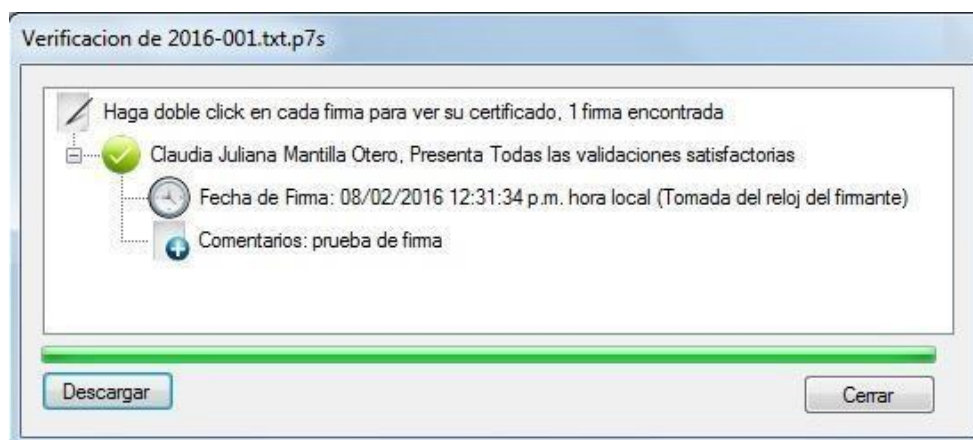 Verificacion de 2016-001.txt.p7s
Haga doble click en cada firma para ver su certificado, 1 firma encontrada
Claudia Juliana Mantilla Otero, Presenta Todas las validaciones satisfactorias
Fecha de Firma: 08/02/2016 12:31:34 p.m. hora local (Tomada del reloj del firmante)
Comentarios: prueba de firma
Descargar
Cerrar